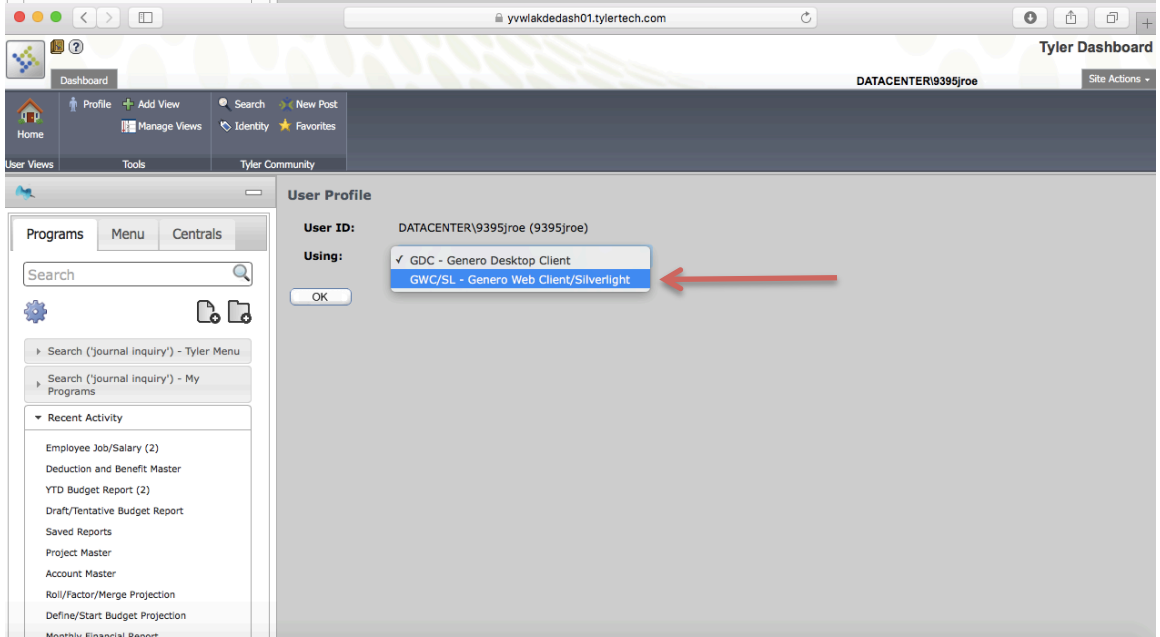 yvwlakdedash01.tylertech.com
Tyler Dashboard
Dashboard
DATACENTER\9395jroe
Site Actions
Home
Profile
Add View
Manage Views
Search
New Post
Identity
Favorites
User Views
Tools
Tyler Community
Programs
Menu
Centrals
Search
Search ('journal inquiry') - Tyler Menu
Search ('journal inquiry') - My
Programs
Recent Activity
Employee Job/Salary (2)
Deduction and Benefit Master
YTD Budget Report (2)
Draft/Tentative Budget Report
Saved Reports
Project Master
Account Master
Roll/Factor/Merge Projection
Define/Start Budget Projection
Monthly Financial Report
User Profile
User ID: DATACENTER\9395jroe (9395jroe)
Using:
✓ GDC - Genero Desktop Client
GWC/SL - Genero Web Client/Silverlight
OK